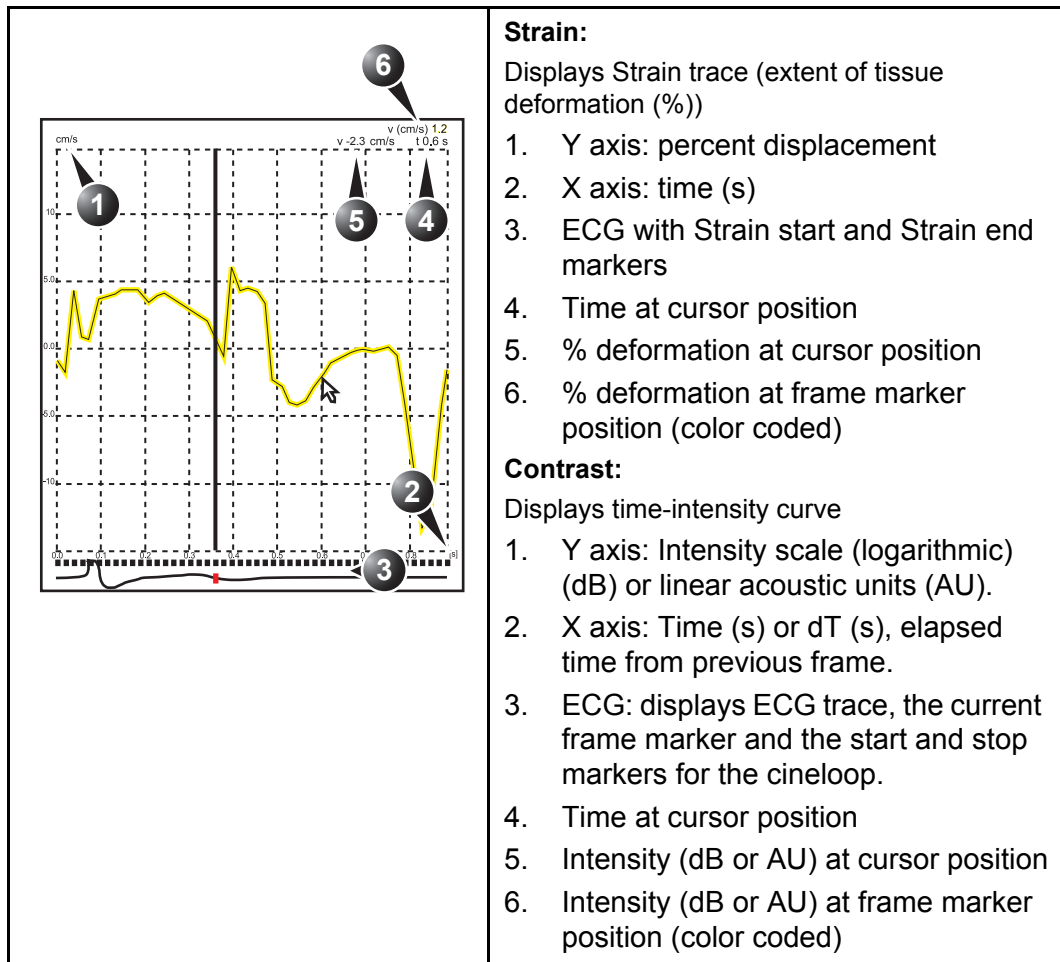 6
v (cm/s) 1.2
cm/s
v -2.3 cm/s t 0.6 s
1
5
4
10
5.0
0.0
-5.0
-10
2
0.0 0.1 0.2 0.3 0.4 0.5 0.6 0.8 [s]
3
Strain:
Displays Strain trace (extent of tissue
deformation (%))
1. Y axis: percent displacement
2. X axis: time (s)
3. ECG with Strain start and Strain end
markers
4. Time at cursor position
5. % deformation at cursor position
6. % deformation at frame marker
position (color coded)
Contrast:
Displays time-intensity curve
1. Y axis: Intensity scale (logarithmic)
(dB) or linear acoustic units (AU).
2. X axis: Time (s) or dT (s), elapsed
time from previous frame.
3. ECG: displays ECG trace, the current
frame marker and the start and stop
markers for the cineloop.
4. Time at cursor position
5. Intensity (dB or AU) at cursor position
6. Intensity (dB or AU) at frame marker
position (color coded)